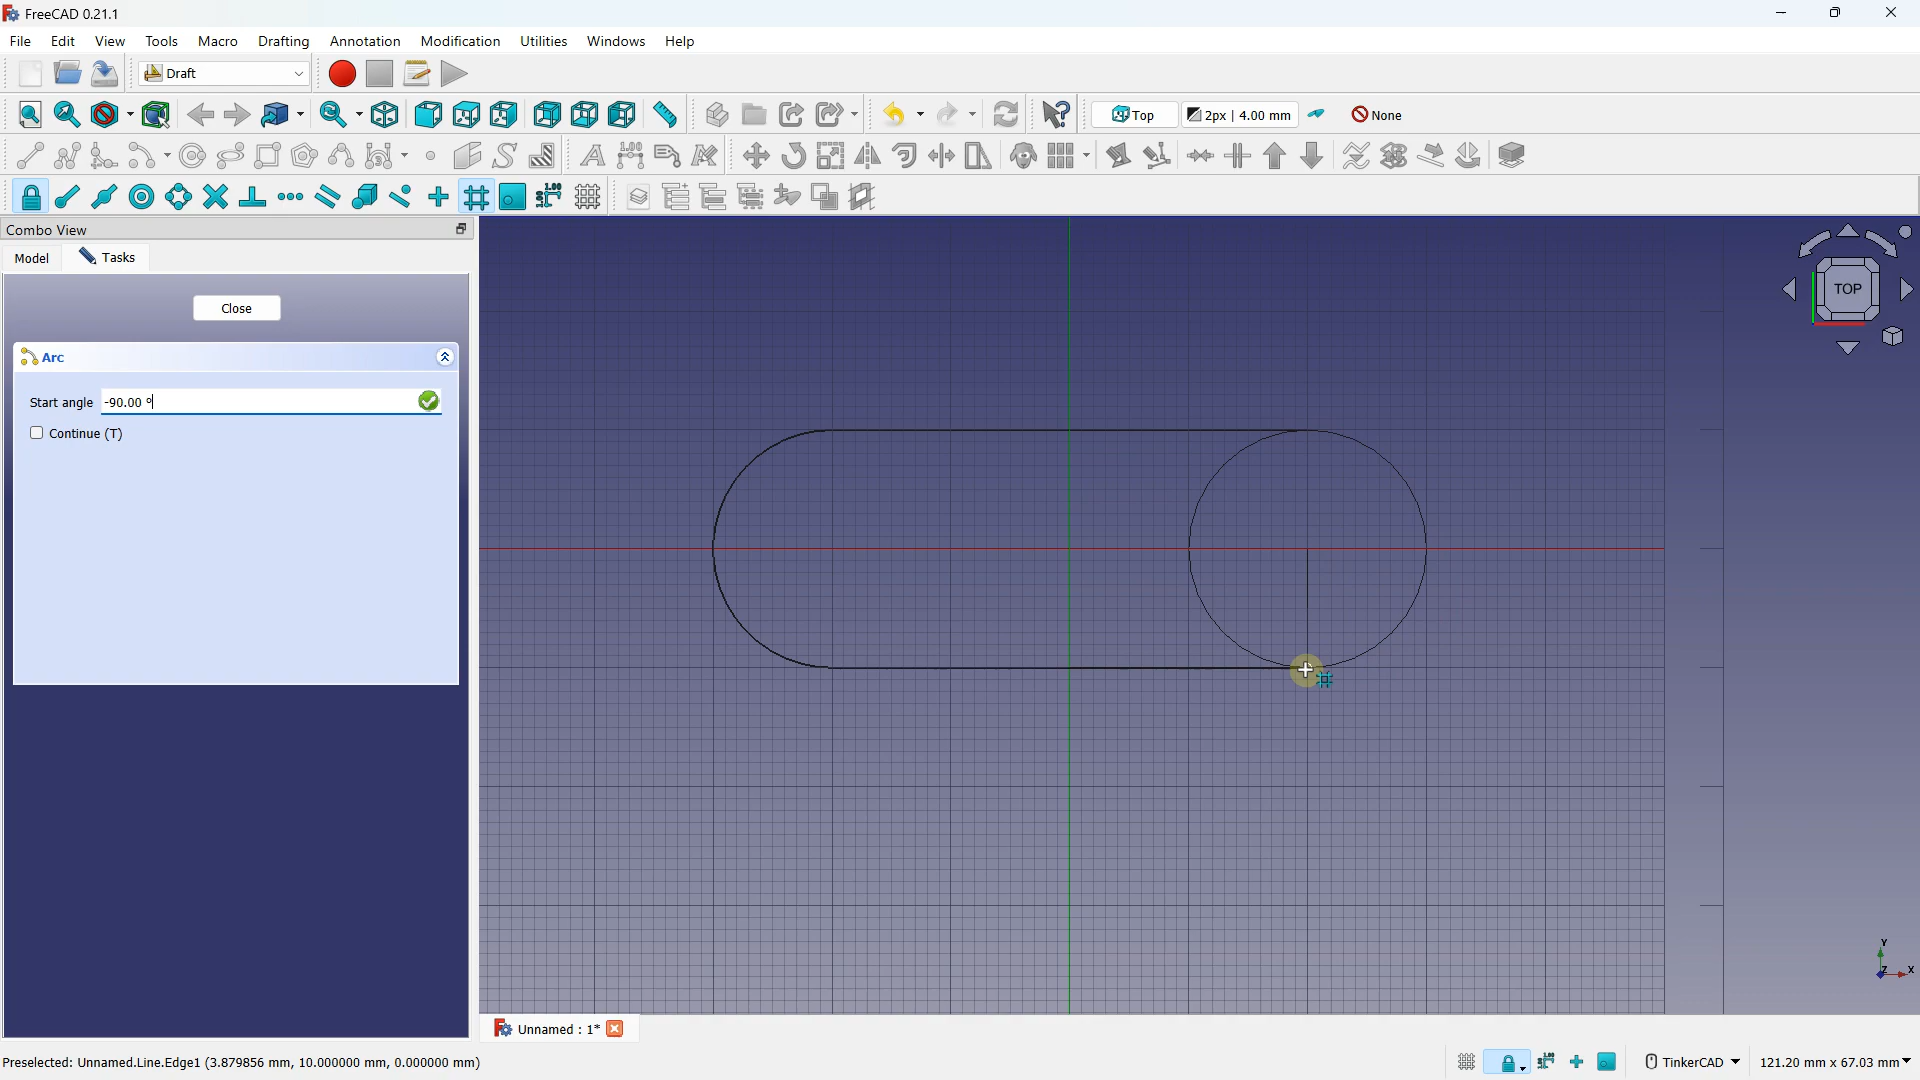 FreeCAD 0.21.1
File Edit View Tools Macro Drafting Annotation Modification Utilities Windows Help
Draft
Top 2px | 4.00 mm None
Combo View
Model Tasks
Close
Arc
Start angle -90.00 °
Continue (T)
TOP
Y
Z X
Unnamed : 1*
Preselected: Unnamed.Line.Edge1 (3.879856 mm, 10.000000 mm, 0.000000 mm)
TinkerCAD 121.20 mm x 67.03 mm